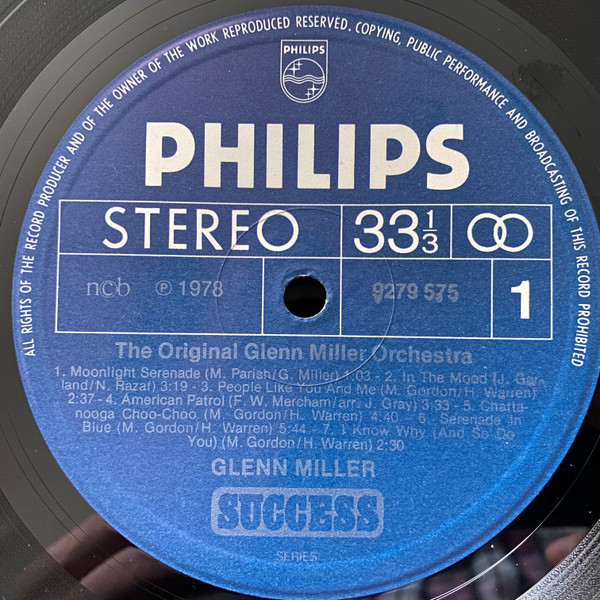 ALL RIGHTS OF THE RECORD PRODUCER AND OF THE OWNER OF THE WORK REPRODUCED RESERVED. COPYING, PUBLIC PERFORMANCE AND BROADCASTING OF THIS RECORD PROHIBITED
PHILIPS
PHILIPS
STEREO 33 1/3
ncb ℗ 1978 9279 575 1
The Original Glenn Miller Orchestra
1. Moonlight Serenade (M. Parish/G. Miller) 1:03 - 2. In The Mood (J. Gar-
land/N. Razaf) 3:19 - 3. People Like You And Me (M. Gordon/H. Warren)
2:37 - 4. American Patrol (F. W. Mercham/arr. J. Gray) 3:33 - 5. Chatta-
nooga Choo-Choo. (M. Gordon/H. Warren) 4:40 - 6. Serenade In
Blue (M. Gordon/H. Warren) 5:44 - 7. I Know Why (And So Do
You) (M. Gordon/H. Warren) 2:30
GLENN MILLER
SUCCESS
SERIES